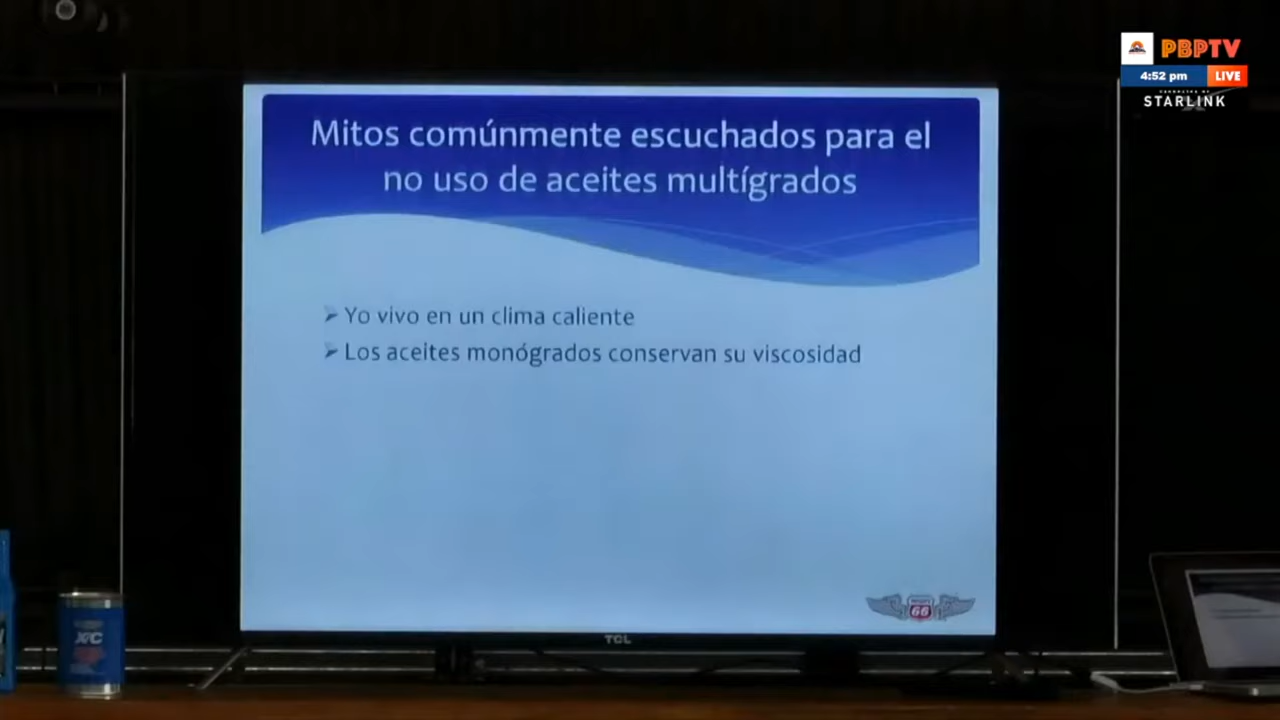 PBPTV
4:52 pm LIVE
STARLINK
Mitos comúnmente escuchados para el
no uso de aceites multígrados
➢ Yo vivo en un clima caliente
➢ Los aceites monógrados conservan su viscosidad
66
TCL
X/C